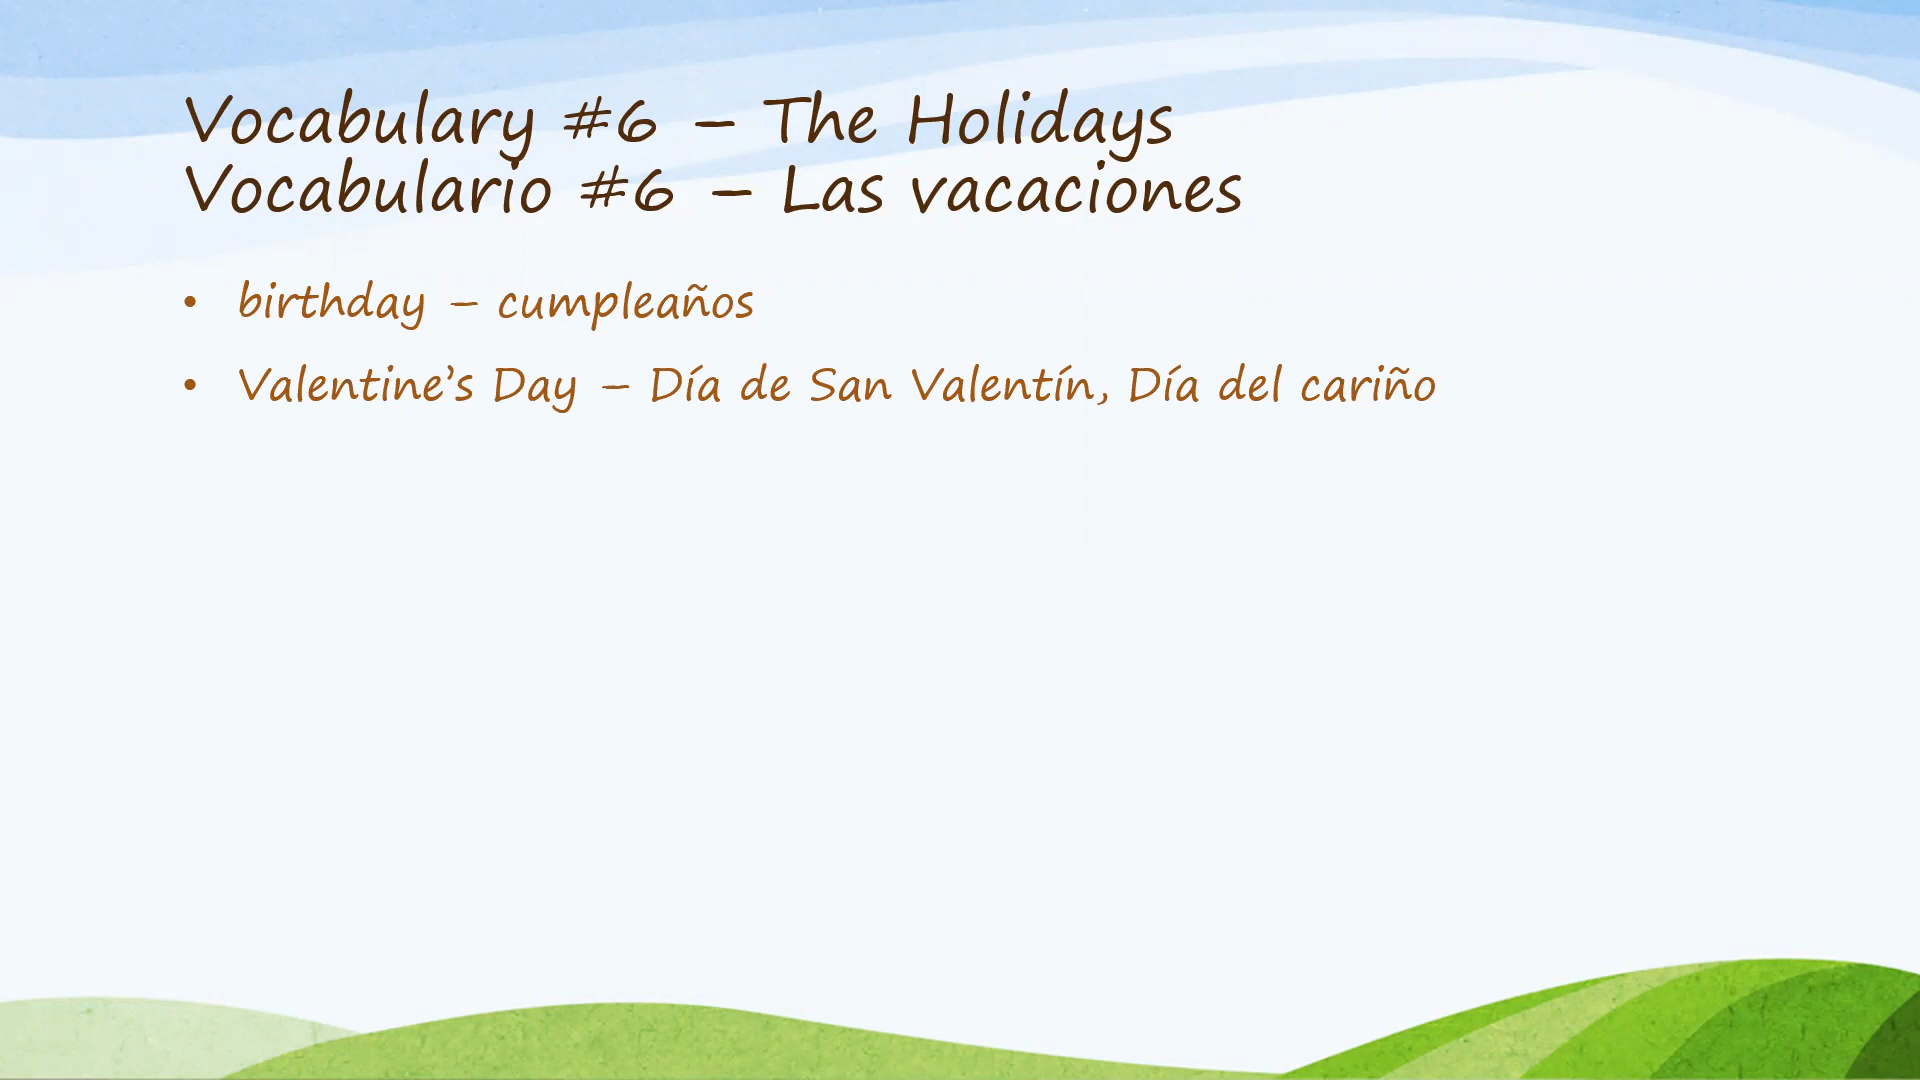 Vocabulary #6 – The Holidays
Vocabulario #6 – Las vacaciones
• birthday – cumpleaños
• Valentine’s Day – Día de San Valentín, Día del cariño